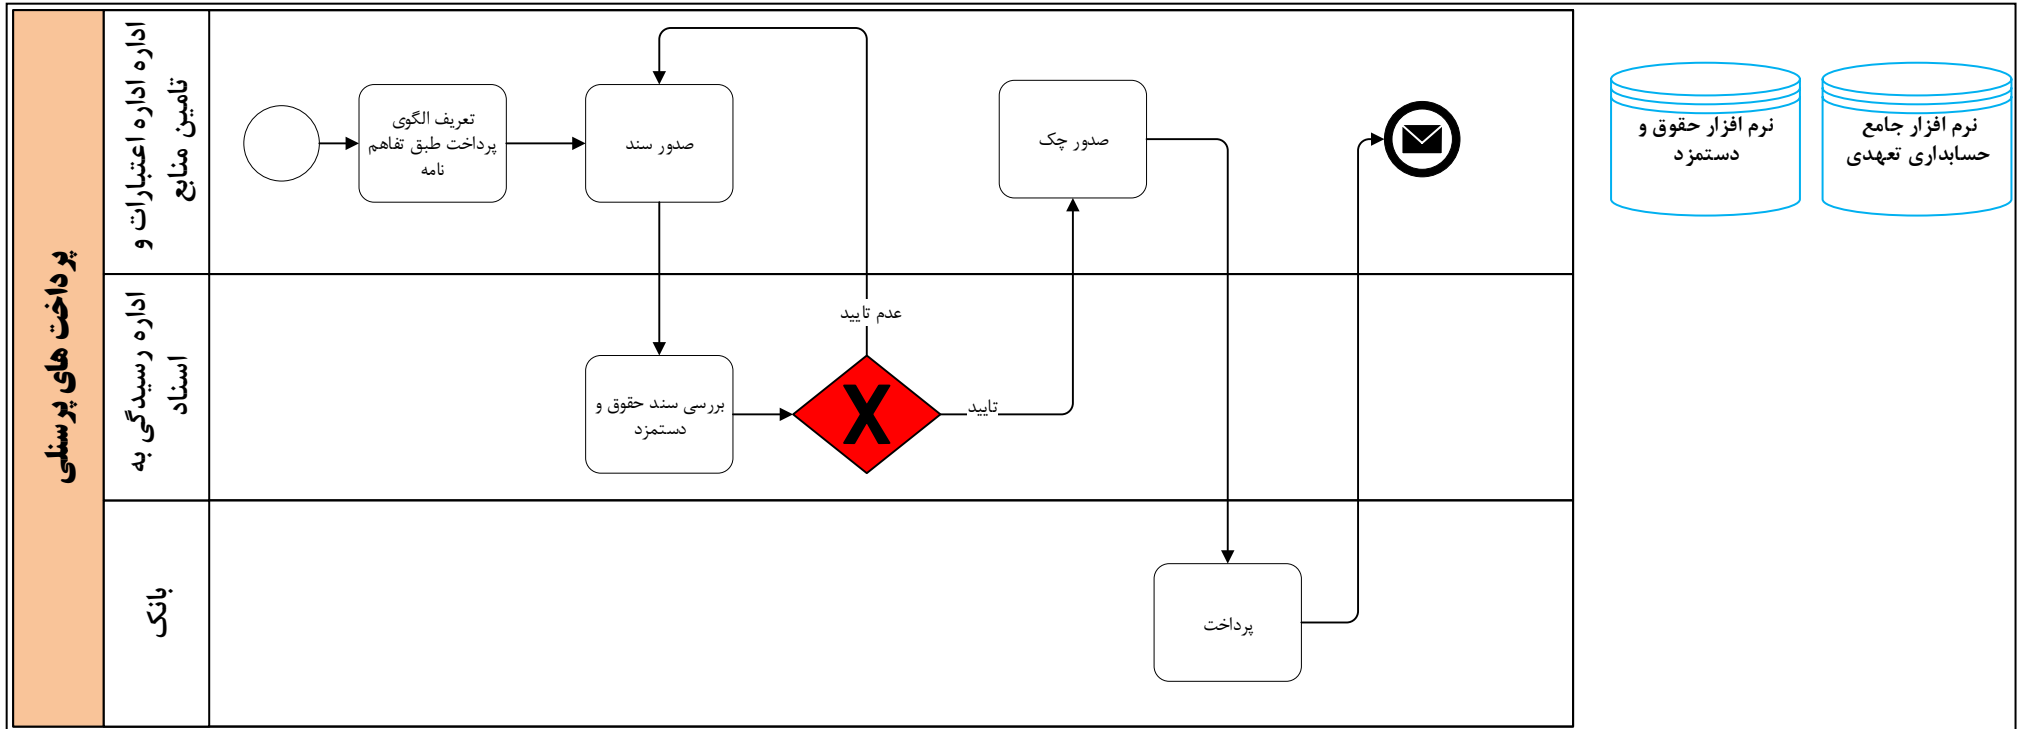 پرداخت های پرسنلی
اداره اداره اعتبارات و
تامین منابع
تعریف الگوی
پرداخت طبق تفاهم
نامه
صدور سند
صدور چک
نرم افزار حقوق و
دستمزد
نرم افزار جامع
حسابداری تعهدی
اداره رسیدگی به
اسناد
بررسی سند حقوق و
دستمزد
عدم تایید
X
تایید
بانک
پرداخت